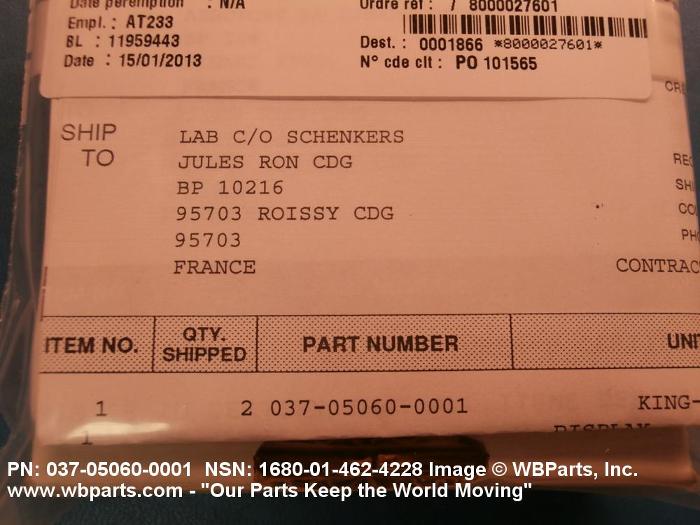 Date peremption : N/A
Ordre ref : / 8000027601
Empl. : AT233
BL : 11959443
Dest. : 0001866 *8000027601*
Date : 15/01/2013
N° cde clt : PO 101565
SHIP TO
LAB C/O SCHENKERS
JULES RON CDG
BP 10216
95703 ROISSY CDG
95703
FRANCE
CONTRAC
ITEM NO.
QTY. SHIPPED
PART NUMBER
UNI
1
2
037-05060-0001
KING-
1
DISPLAY
PN: 037-05060-0001 NSN: 1680-01-462-4228 Image © WBParts, Inc.
www.wbparts.com - "Our Parts Keep the World Moving"